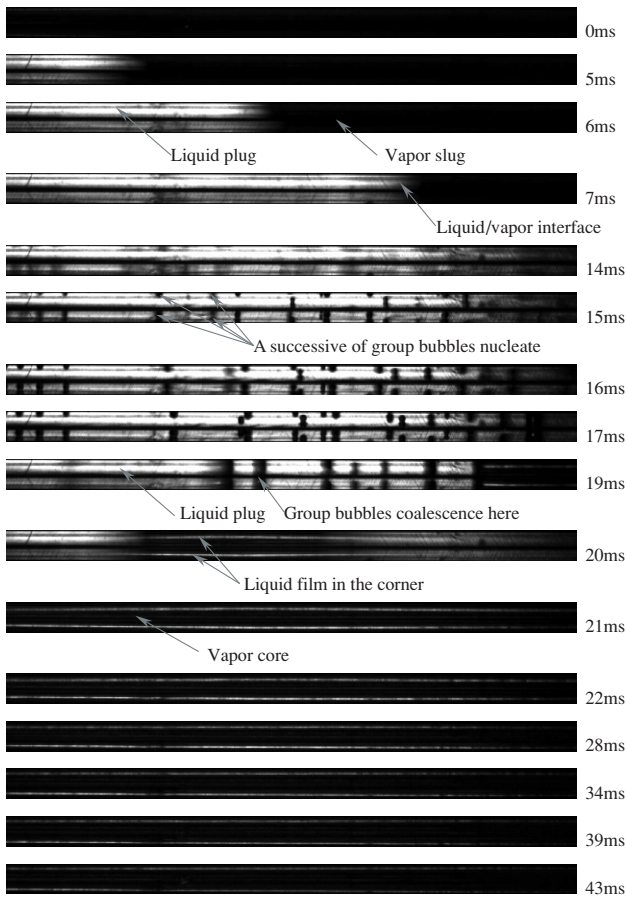 0ms
5ms
6ms
Liquid plug Vapor slug
7ms
Liquid/vapor interface
14ms
15ms
A successive of group bubbles nucleate
16ms
17ms
19ms
Liquid plug Group bubbles coalescence here
20ms
Liquid film in the corner
21ms
Vapor core
22ms
28ms
34ms
39ms
43ms